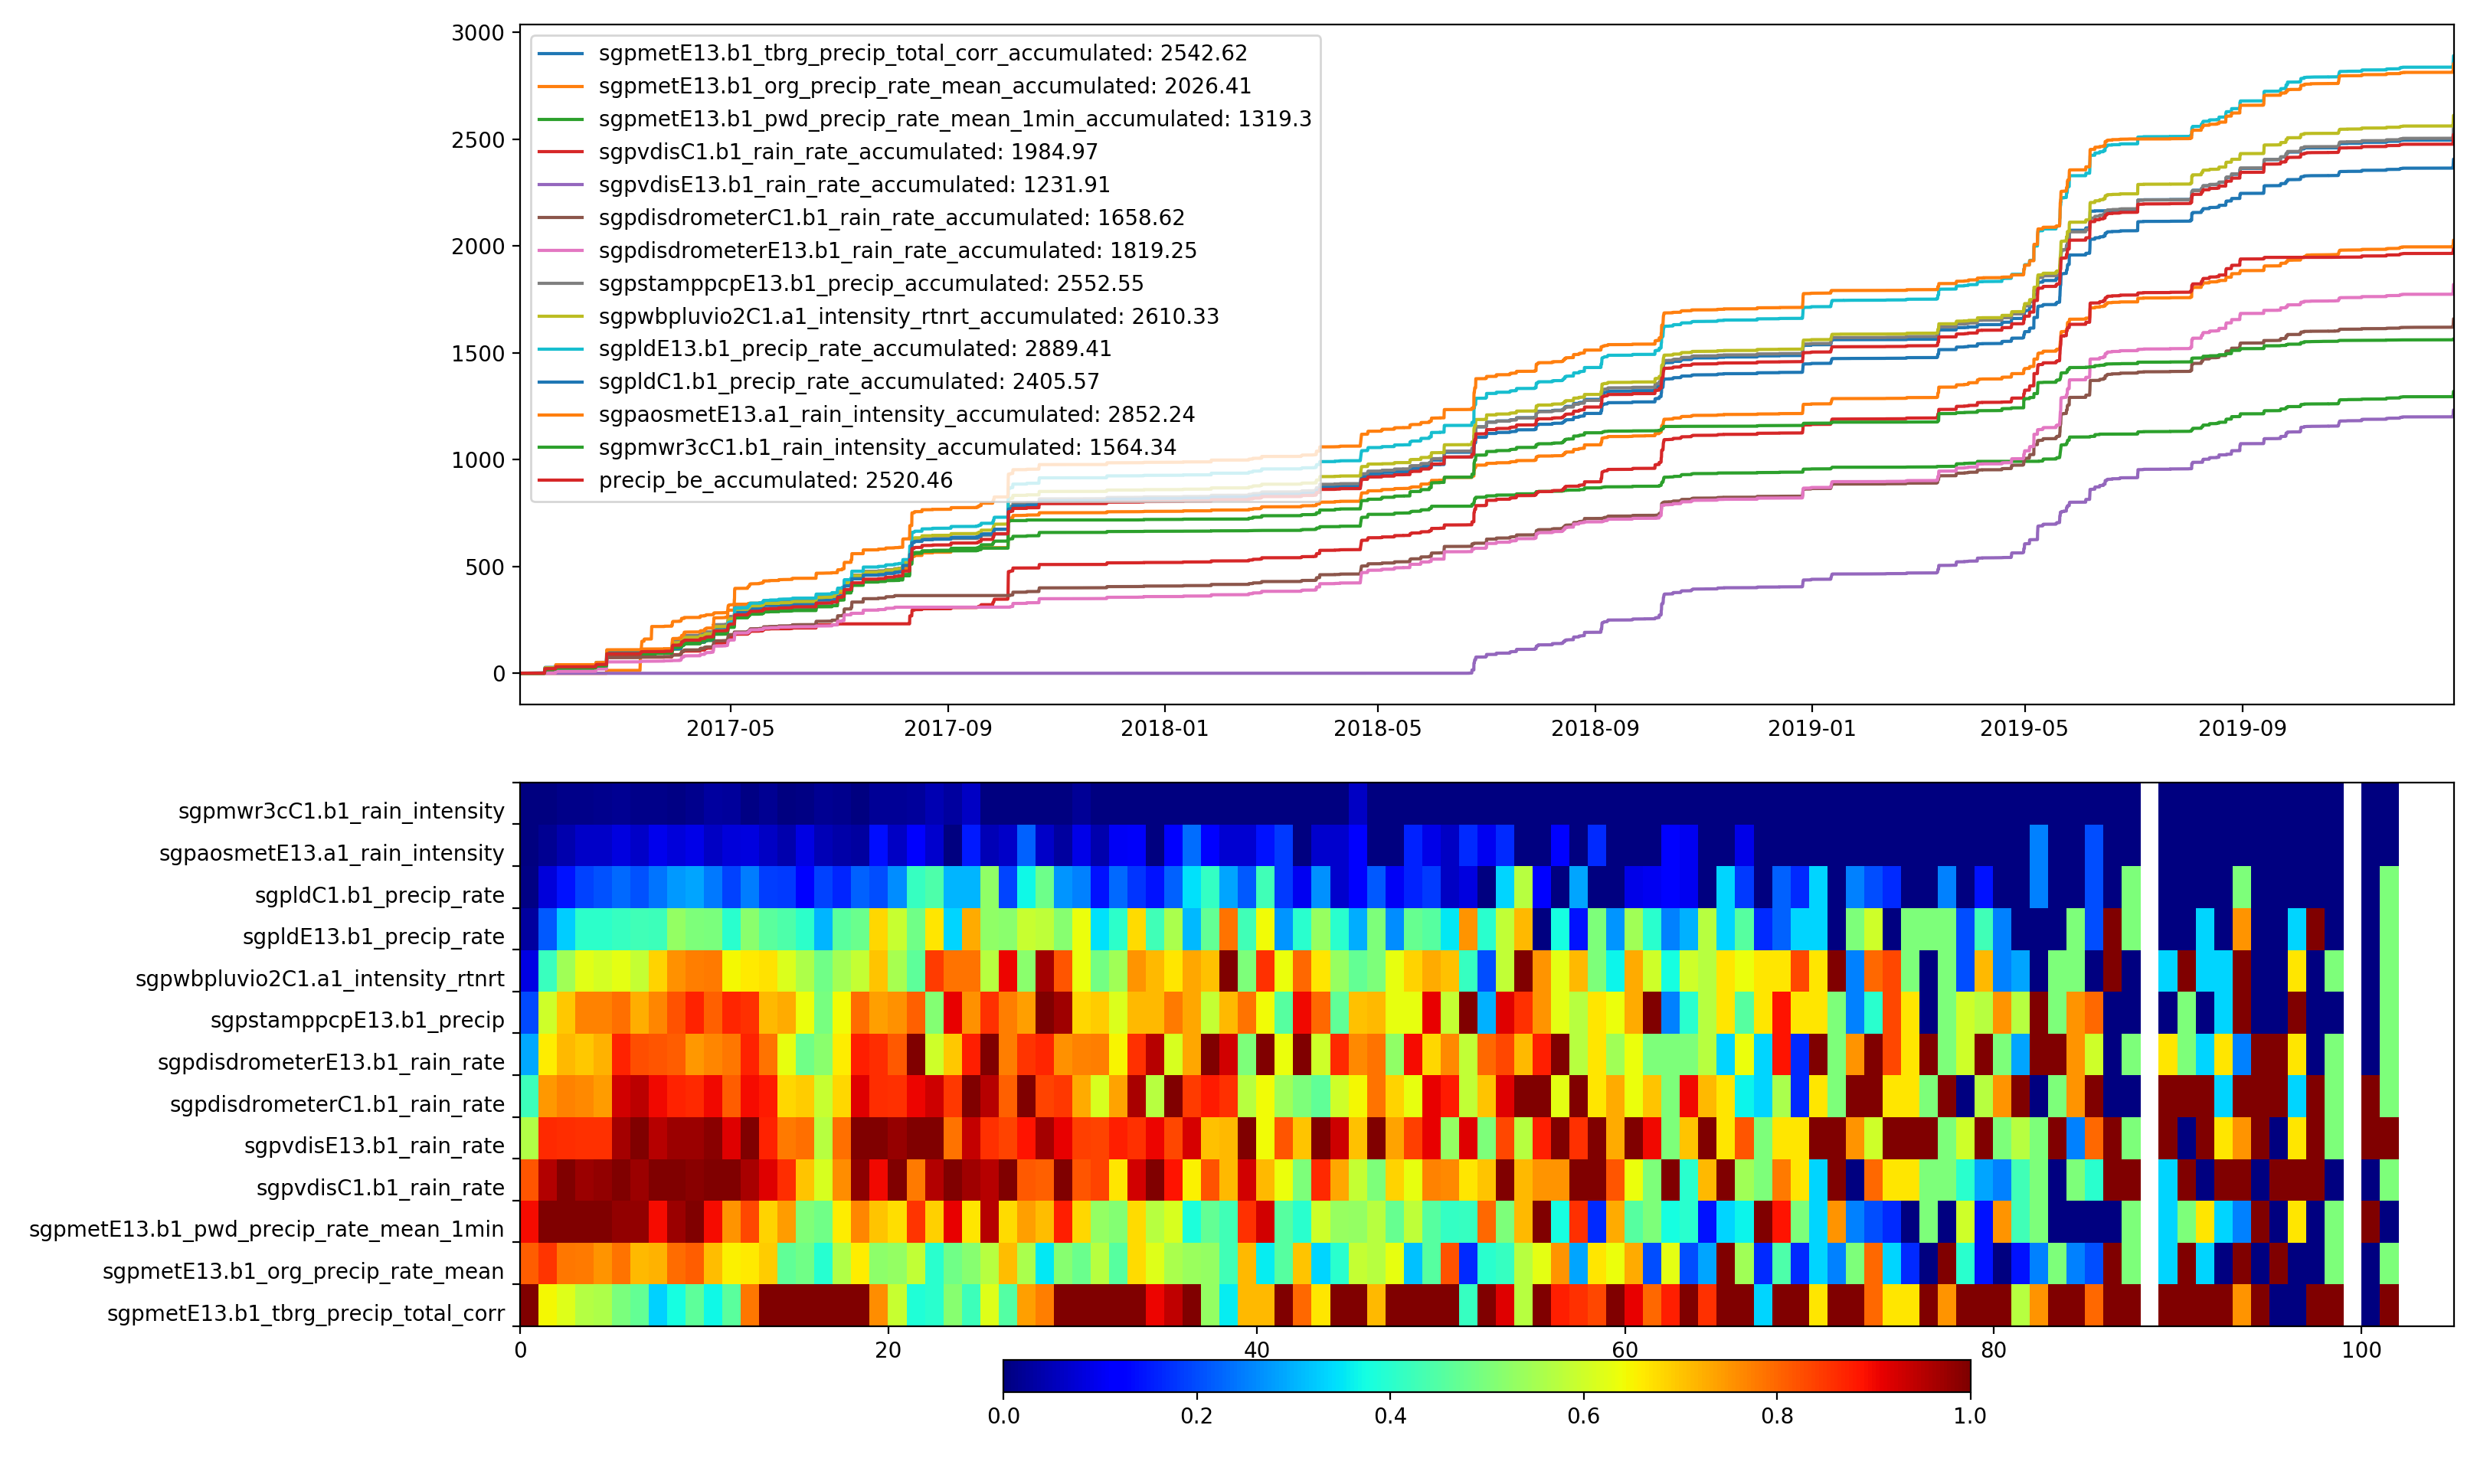 3000
2500
2000
1500
1000
500
0
sgpmetE13.b1_tbrg_precip_total_corr_accumulated: 2542.62
sgpmetE13.b1_org_precip_rate_mean_accumulated: 2026.41
sgpmetE13.b1_pwd_precip_rate_mean_1min_accumulated: 1319.3
sgpvdisC1.b1_rain_rate_accumulated: 1984.97
sgpvdisE13.b1_rain_rate_accumulated: 1231.91
sgpdisdrometerC1.b1_rain_rate_accumulated: 1658.62
sgpdisdrometerE13.b1_rain_rate_accumulated: 1819.25
sgpstamppcpE13.b1_precip_accumulated: 2552.55
sgpwbpluvio2C1.a1_intensity_rtnrt_accumulated: 2610.33
sgpldE13.b1_precip_rate_accumulated: 2889.41
sgpldC1.b1_precip_rate_accumulated: 2405.57
sgpaosmetE13.a1_rain_intensity_accumulated: 2852.24
sgpmwr3cC1.b1_rain_intensity_accumulated: 1564.34
precip_be_accumulated: 2520.46
2017-05 2017-09 2018-01 2018-05 2018-09 2019-01 2019-05 2019-09
sgpmwr3cC1.b1_rain_intensity
sgpaosmetE13.a1_rain_intensity
sgpldC1.b1_precip_rate
sgpldE13.b1_precip_rate
sgpwbpluvio2C1.a1_intensity_rtnrt
sgpstamppcpE13.b1_precip
sgpdisdrometerE13.b1_rain_rate
sgpdisdrometerC1.b1_rain_rate
sgpvdisE13.b1_rain_rate
sgpvdisC1.b1_rain_rate
sgpmetE13.b1_pwd_precip_rate_mean_1min
sgpmetE13.b1_org_precip_rate_mean
sgpmetE13.b1_tbrg_precip_total_corr
0 20 40 60 80 100
0.0 0.2 0.4 0.6 0.8 1.0